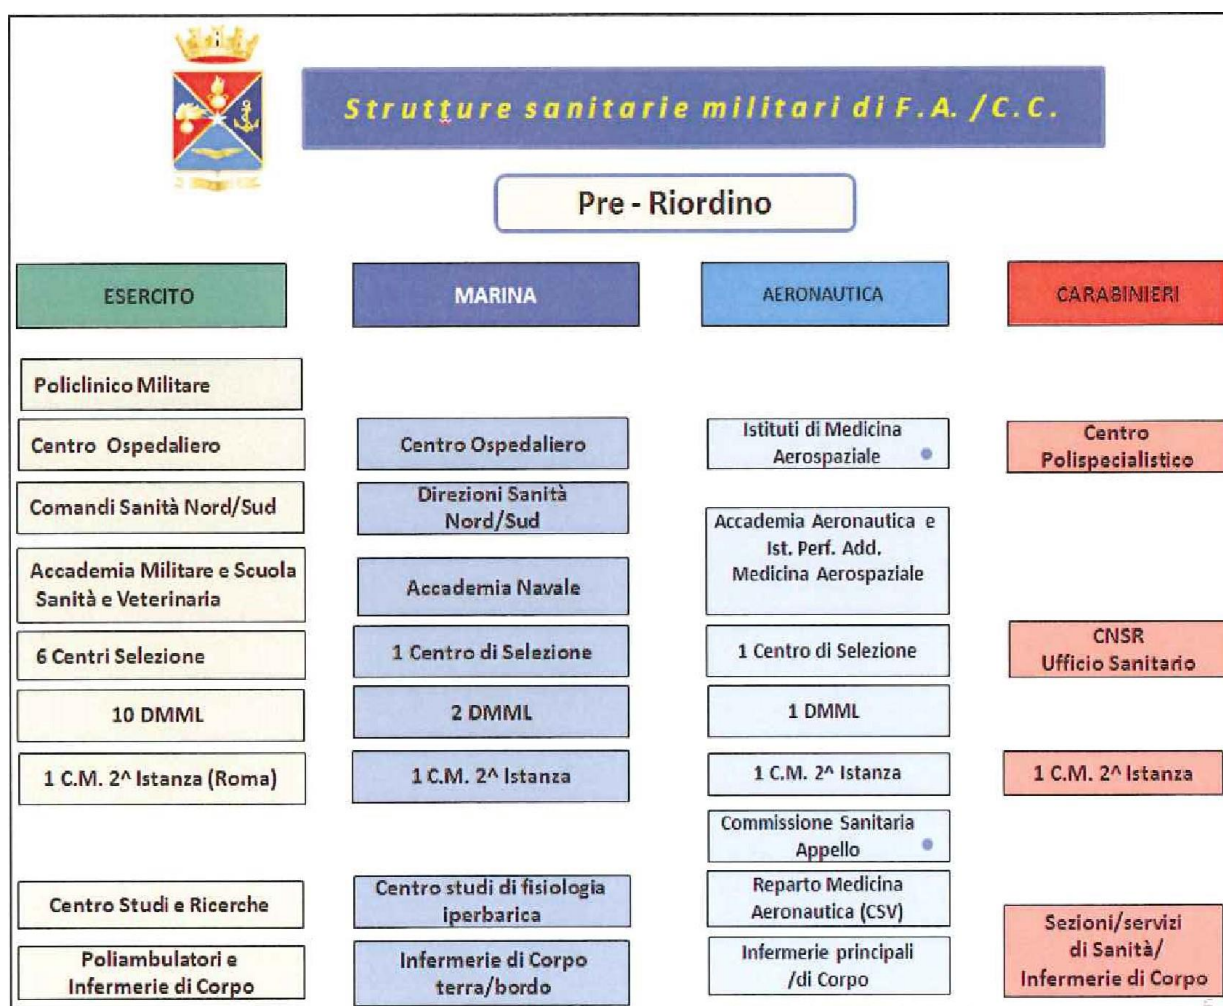 Strutture sanitarie militari di F.A./C.C.
Pre - Riordino
ESERCITO
Policlinico Militare
Centro Ospedaliero
Comandi Sanità Nord/Sud
Accademia Militare e Scuola
Sanità e Veterinaria
6 Centri Selezione
10 DMML
1 C.M. 2^ Istanza (Roma)
Centro Studi e Ricerche
Poliambulatori e
Infermerie di Corpo
MARINA
Centro Ospedaliero
Direzioni Sanità
Nord/Sud
Accademia Navale
1 Centro di Selezione
2 DMML
1 C.M. 2^ Istanza
Centro studi di fisiologia
iperbarica
Infermerie di Corpo
terra/bordo
AERONAUTICA
Istituti di Medicina
Aerospaziale
Accademia Aeronautica e
Ist. Perf. Add.
Medicina Aerospaziale
1 Centro di Selezione
1 DMML
1 C.M. 2^ Istanza
Commissione Sanitaria
Appello
Reparto Medicina
Aeronautica (CSV)
Infermerie principali
/di Corpo
CARABINIERI
Centro
Polispecialistico
CNSR
Ufficio Sanitario
1 C.M. 2^ Istanza
Sezioni/servizi
di Sanità/
Infermerie di Corpo